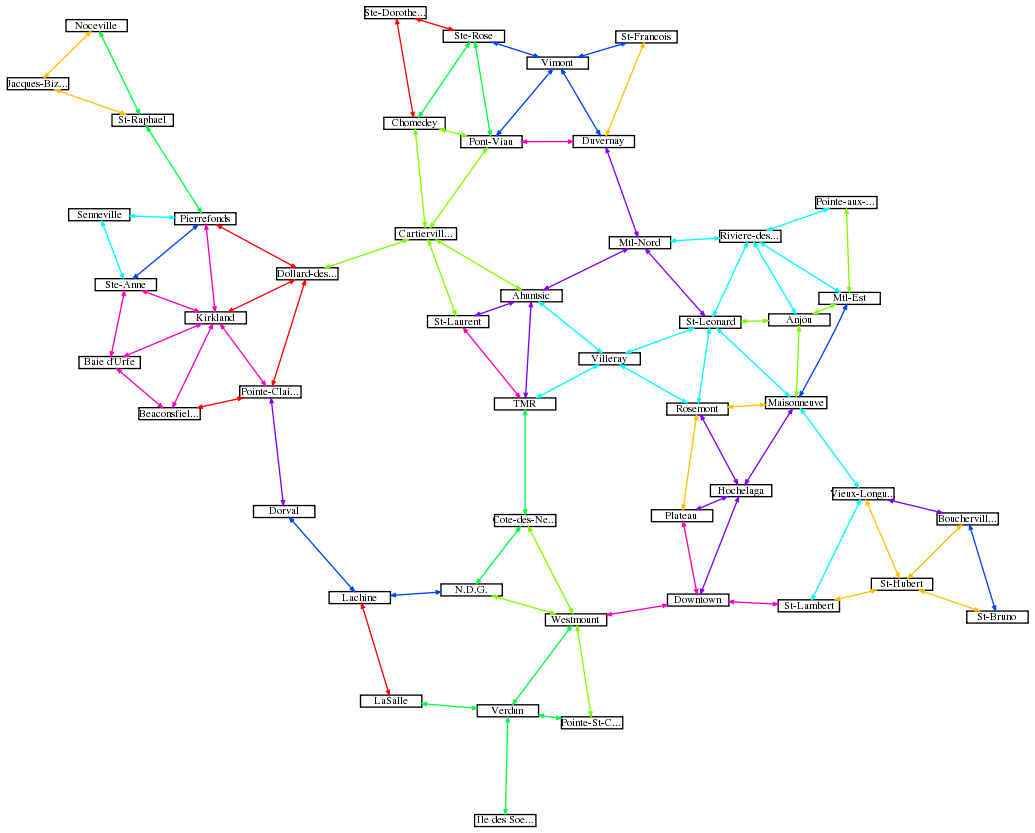 Ste-Dorothe...
Noceville
Ste-Rose
St-Francois
Vimont
Jacques-Biz...
St-Raphael
Chomedey
Pont-Viau
Duvernay
Pointe-aux-...
Senneville
Pierrefonds
Cartiervill...
Mtl-Nord
Riviere-des...
Dollard-des...
Ste-Anne
Ahuntsic
Mtl-Est
Kirkland
St-Laurent
St-Leonard
Anjou
Baie d'Urfe
Villeray
Pointe-Clai...
TMR
Maisonneuve
Rosemont
Beaconsfiel...
Hochelaga
Vieux-Longu...
Dorval
Plateau
Cote-des-Ne...
Bouchervill...
St-Hubert
N.D.G.
Lachine
Downtown
St-Lambert
St-Bruno
Westmount
LaSalle
Verdun
Pointe-St-C...
Ile des Soe...